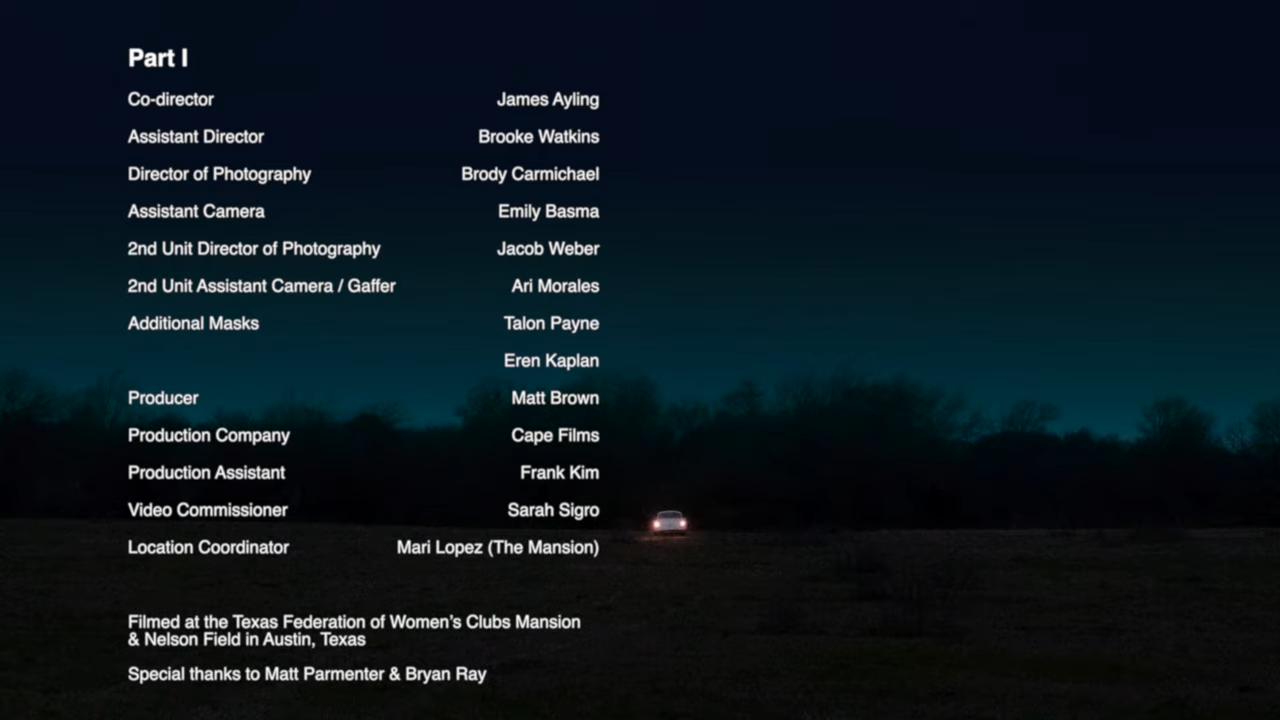 Part I
Co-director James Ayling
Assistant Director Brooke Watkins
Director of Photography Brody Carmichael
Assistant Camera Emily Basma
2nd Unit Director of Photography Jacob Weber
2nd Unit Assistant Camera / Gaffer Ari Morales
Additional Masks Talon Payne
Eren Kaplan
Producer Matt Brown
Production Company Cape Films
Production Assistant Frank Kim
Video Commissioner Sarah Sigro
Location Coordinator Mari Lopez (The Mansion)
Filmed at the Texas Federation of Women’s Clubs Mansion
& Nelson Field in Austin, Texas
Special thanks to Matt Parmenter & Bryan Ray